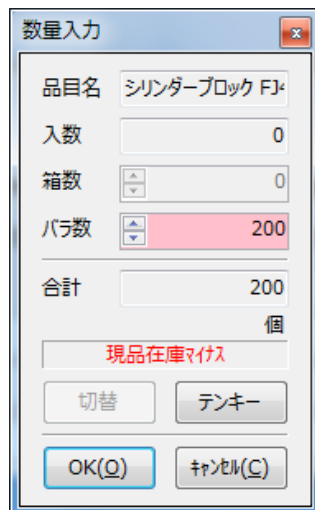 数量入力
品目名 シリンダーブロック FJ4
入数 0
箱数 0
バラ数 200
合計 200
個
現品在庫ﾏｲﾅｽ
切替 テンキー
OK(O) ｷｬﾝｾﾙ(C)